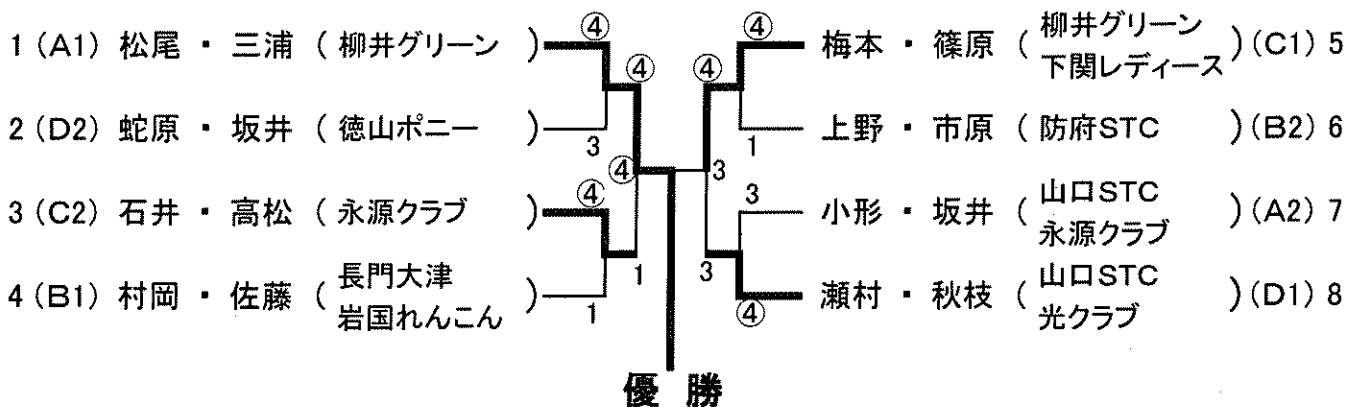 ④ ④
1 (A1) 松尾 ・ 三浦 ( 柳井グリーン ) 梅本 ・ 篠原 ( 柳井グリーン 下関レディース ) (C1) 5
④ ④
2 (D2) 蛇原 ・ 坂井 ( 徳山ポニー ) 上野 ・ 市原 ( 防府STC ) (B2) 6
3 1
④ 3
④ 3
3 (C2) 石井 ・ 高松 ( 永源クラブ ) 小形 ・ 坂井 ( 山口STC 永源クラブ ) (A2) 7
1 3
4 (B1) 村岡 ・ 佐藤 ( 長門大津 岩国れんこん ) 瀬村 ・ 秋枝 ( 山口STC 光クラブ ) (D1) 8
1 ④
優 勝